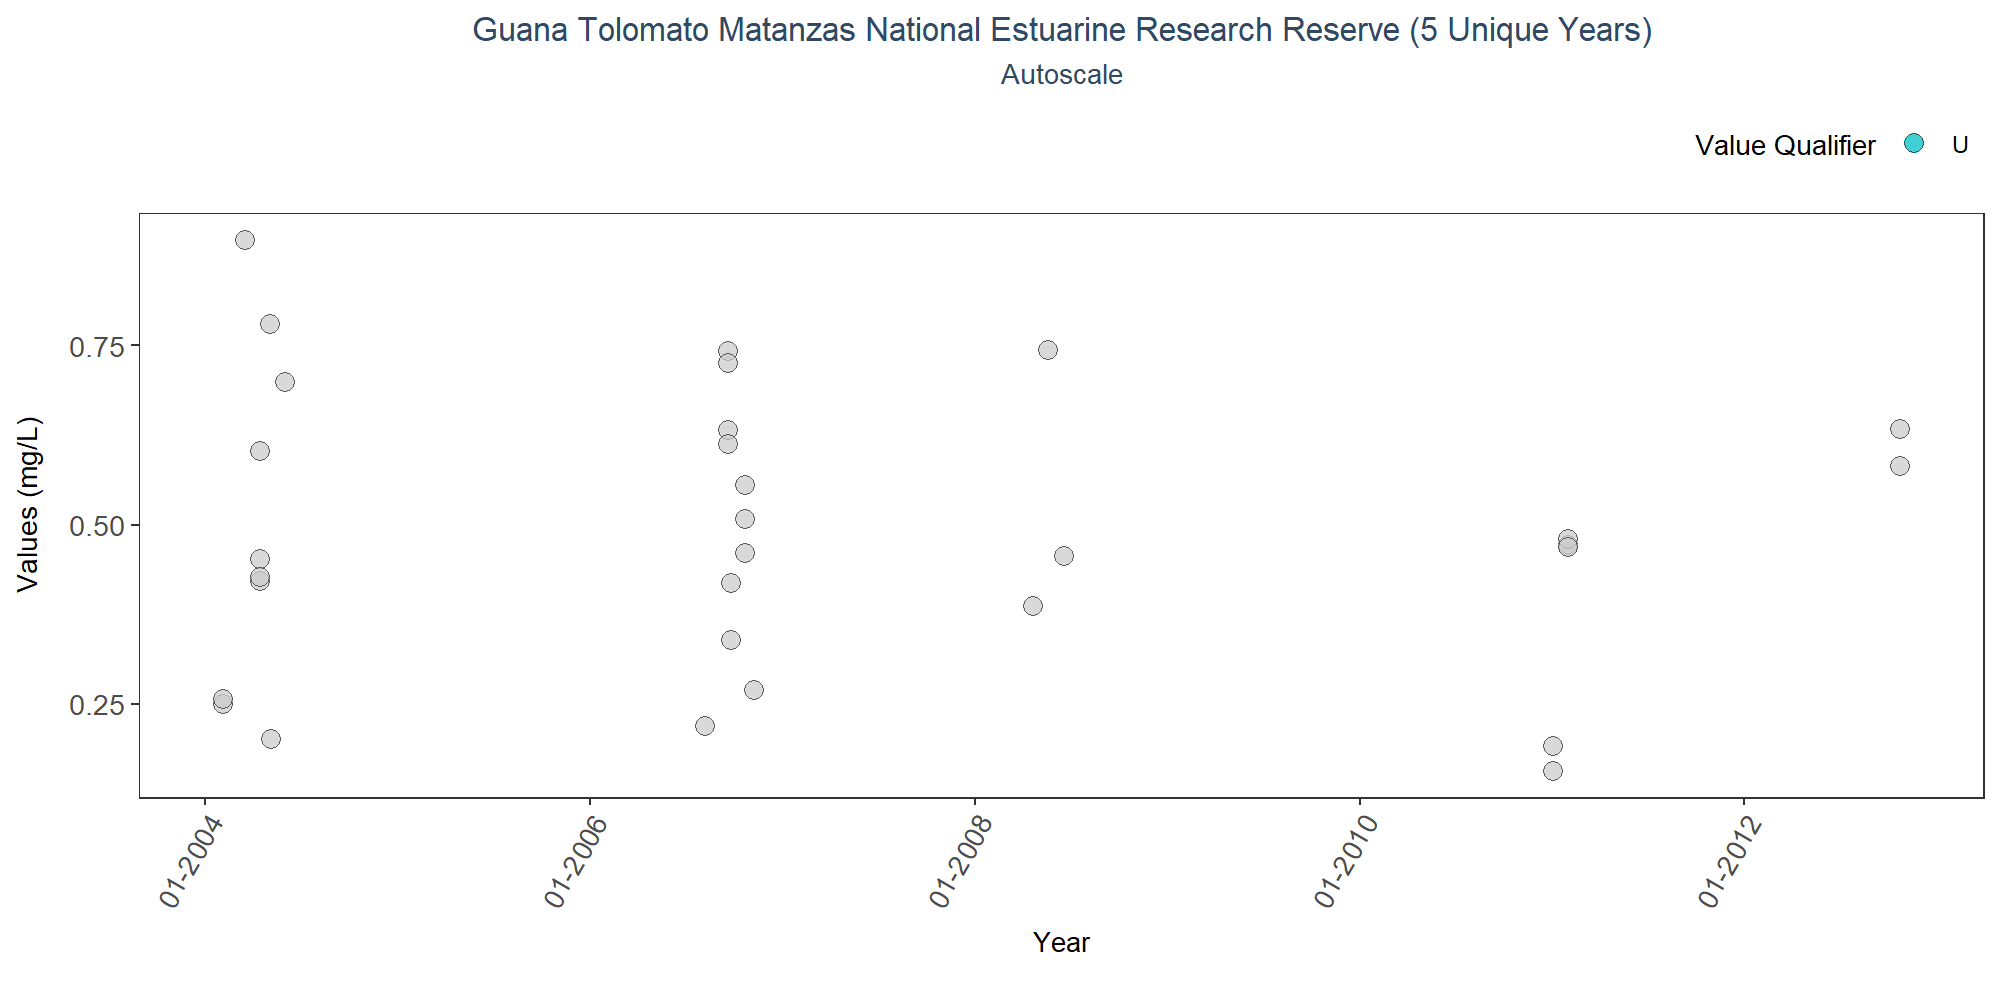 Guana Tolomato Matanzas National Estuarine Research Reserve (5 Unique Years)
Autoscale
Value Qualifier U
0.75
0.50
0.25
Values (mg/L)
01-2004
01-2006
01-2008
01-2010
01-2012
Year